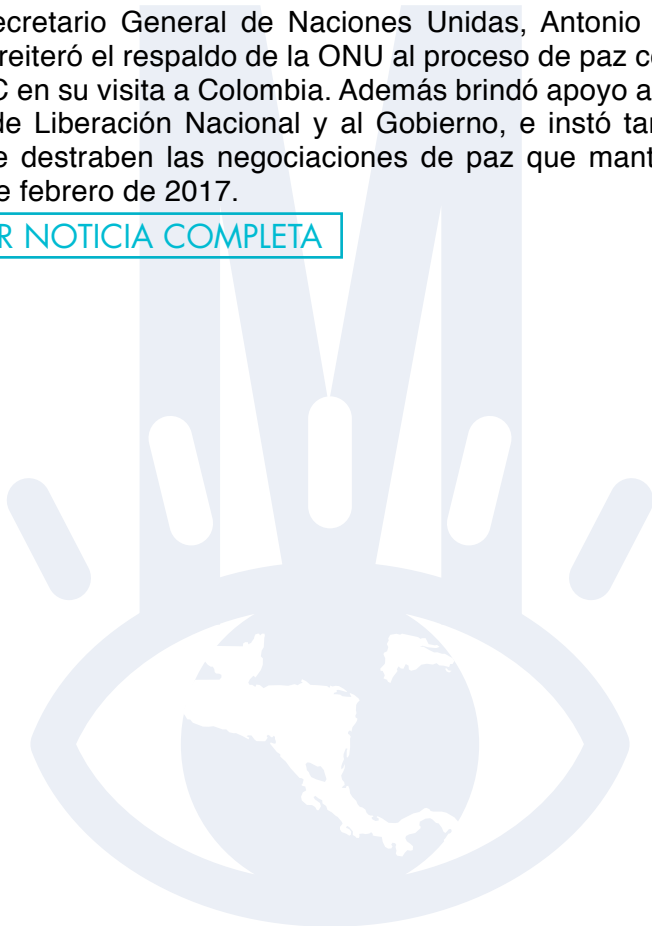 ecretario General de Naciones Unidas, Antonio
reiteró el respaldo de la ONU al proceso de paz c
C en su visita a Colombia. Además brindó apoyo a
de Liberación Nacional y al Gobierno, e instó ta
e destraben las negociaciones de paz que mant
e febrero de 2017.
R NOTICIA COMPLETA